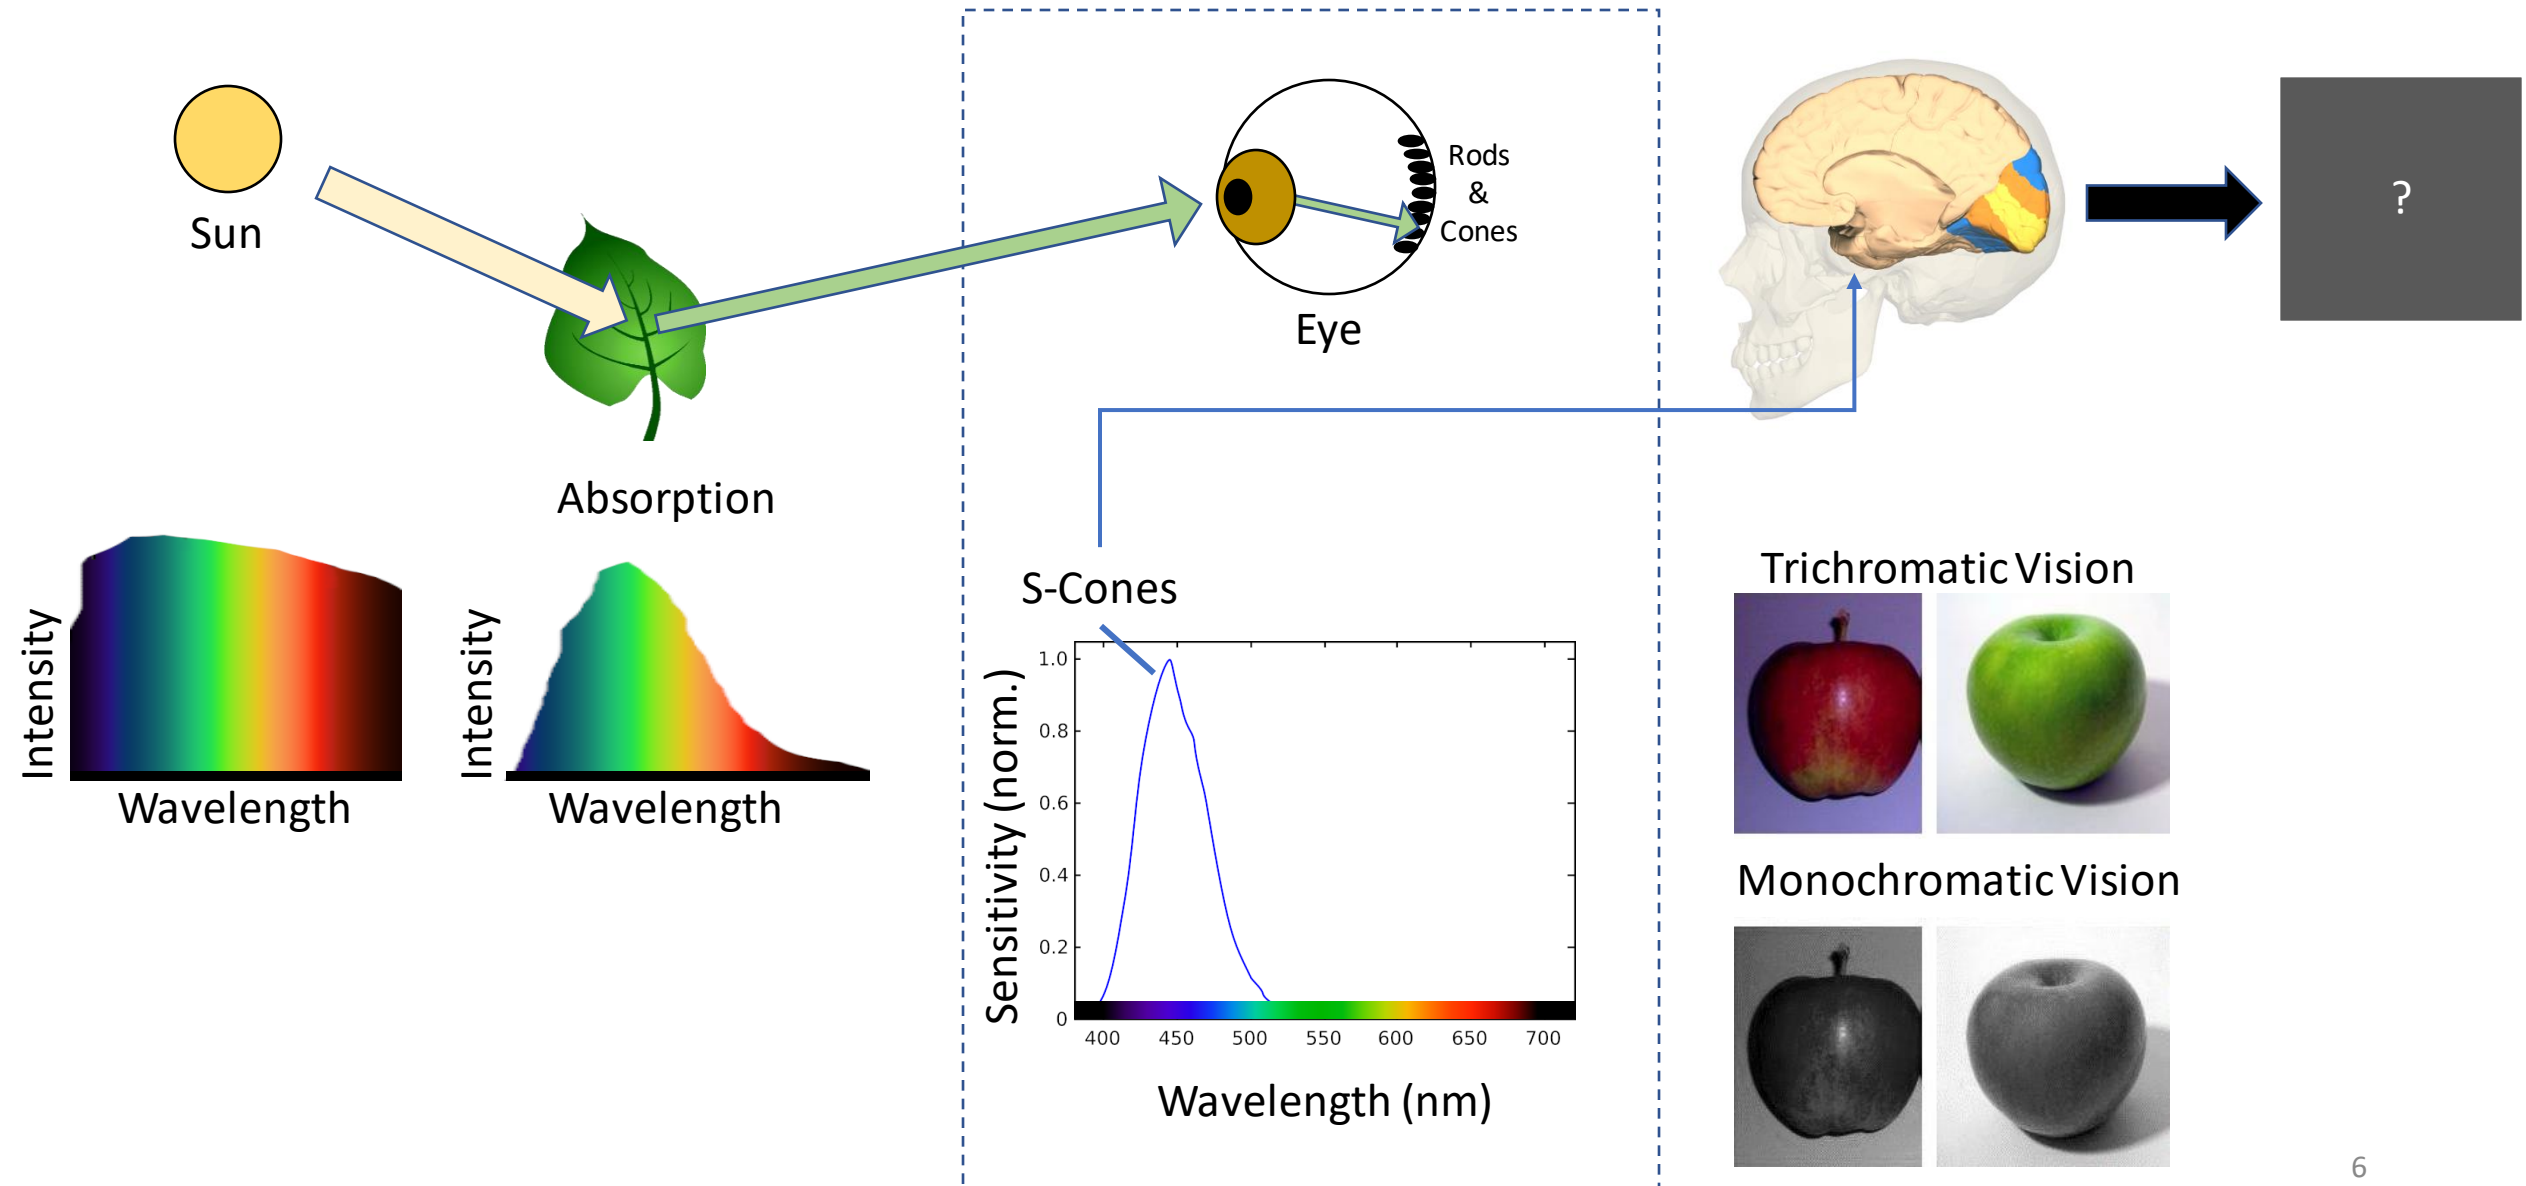 Sun
Absorption
Intensity
Wavelength
Intensity
Wavelength
Rods
&
Cones
Eye
S-Cones
Sensitivity (norm.)
1.0
0.8
0.6
0.4
0.2
0
400 450 500 550 600 650 700
Wavelength (nm)
?
Trichromatic Vision
Monochromatic Vision
6